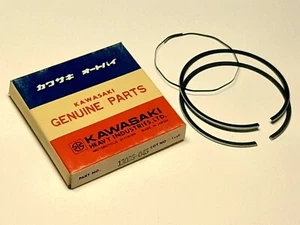 カワサキ オートバイ
KAWASAKI
GENUINE PARTS
KAWASAKI
HEAVY INDUSTRIES, LTD.
PART NO.